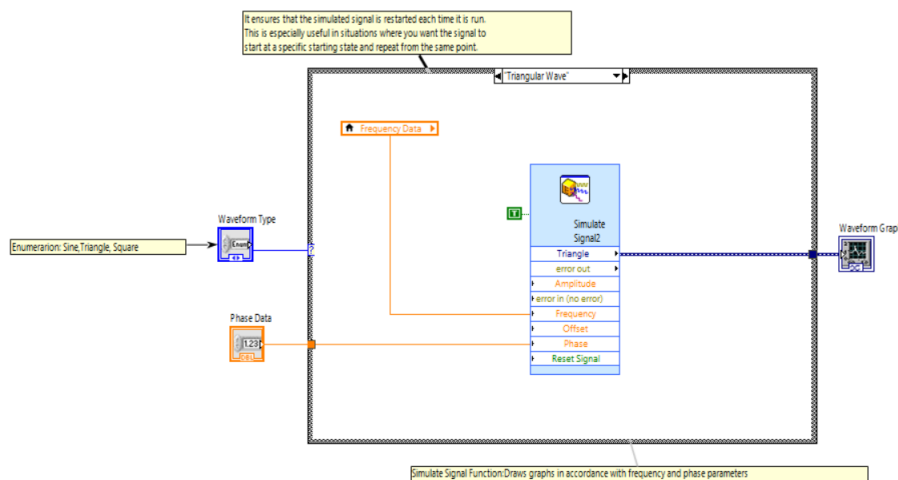 It ensures that the simulated signal is restarted each time it is run.
This is especially useful in situations where you want the signal to
start at a specific starting state and repeat from the same point.
"Triangular Wave"
Frequency Data
T
Simulate
Signal2
Waveform Type
Enum
Enumerarion: Sine,Triangle, Square
?
Waveform Grap
Triangle
error out
Amplitude
error in (no error)
Frequency
Offset
Phase
Reset Signal
Phase Data
1.23
DBL
Simulate Signal Function:Draws graphs in accordance with frequency and phase parameters